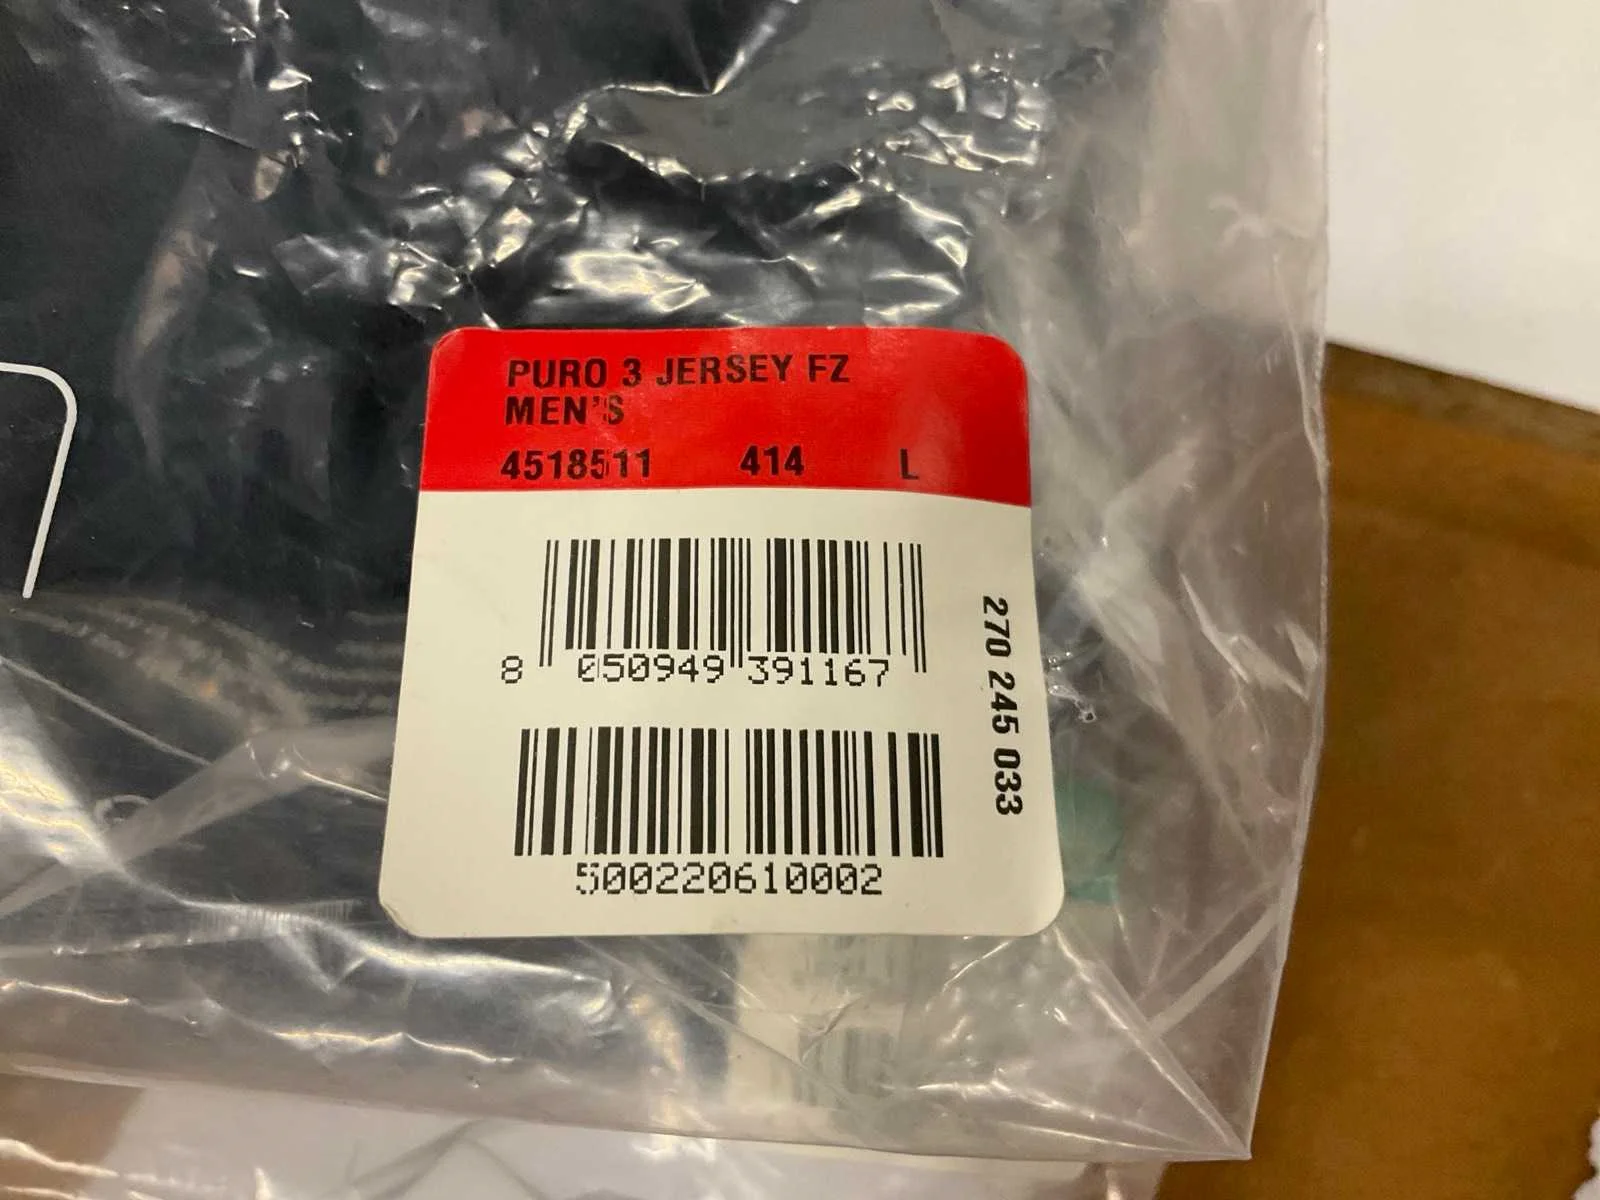 PURO 3 JERSEY FZ
MEN'S
4518511 414 L
8 050949 391167
500220610002
270 245 033